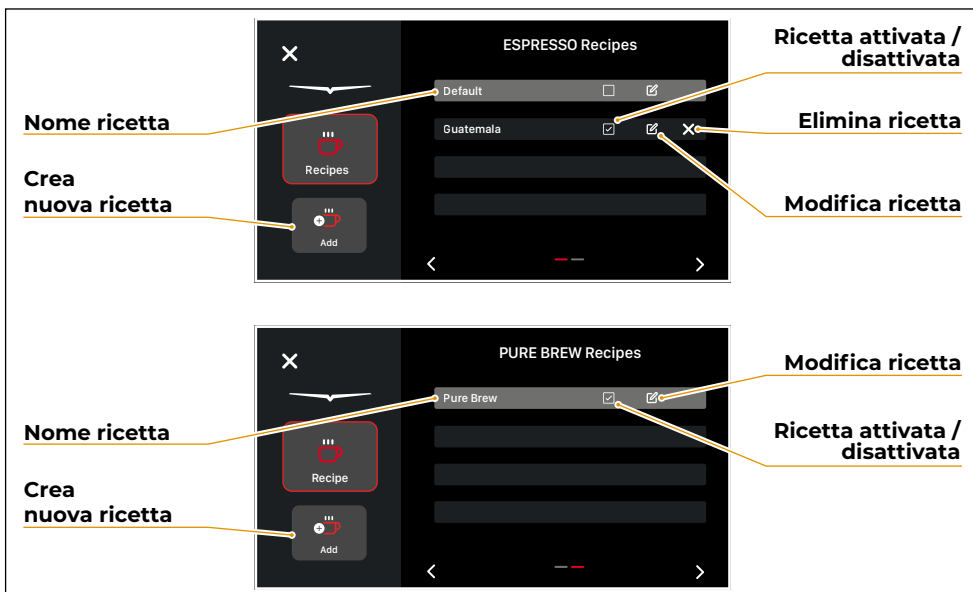 ESPRESSO Recipes
Ricetta attivata /
disattivata
Default
Nome ricetta
Guatemala
Elimina ricetta
Recipes
Crea
nuova ricetta
Modifica ricetta
Add
PURE BREW Recipes
Modifica ricetta
Pure Brew
Nome ricetta
Ricetta attivata /
disattivata
Recipe
Crea
nuova ricetta
Add